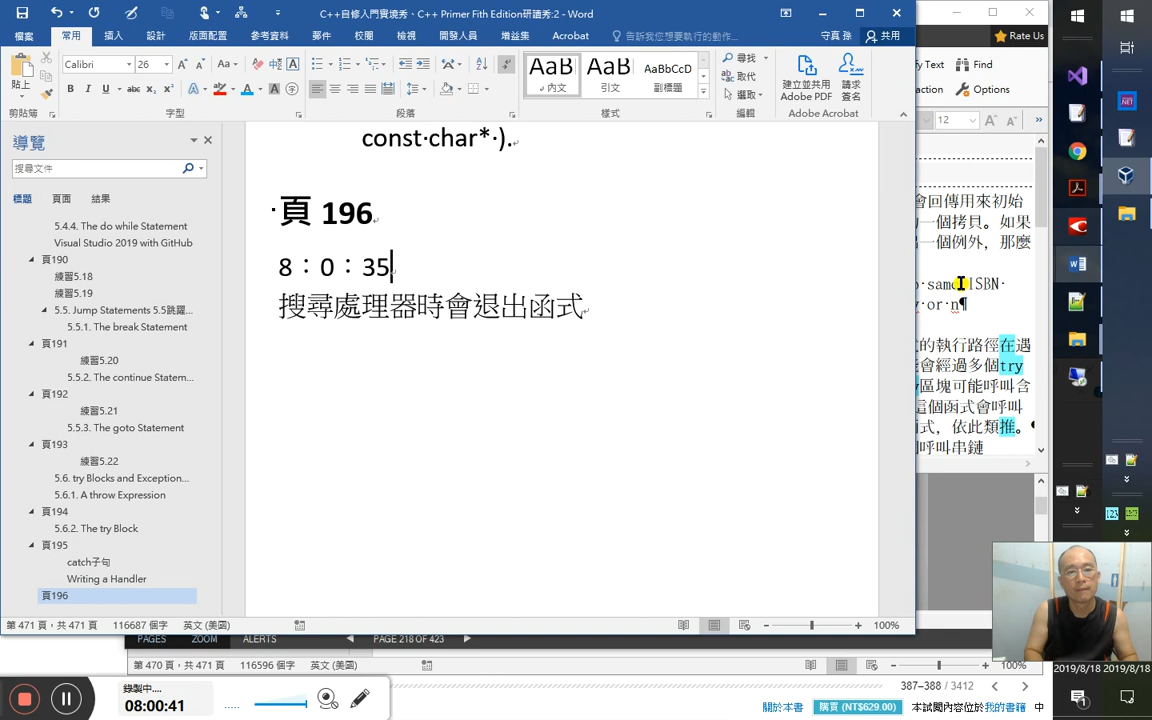 C++自修入門實境秀、C++ Primer Fifth Edition研讀秀:2 - Word
檔案 常用 插入 設計 版面配置 參考資料 郵件 校閱 檢視 開發人員 增益集 Acrobat 告訴我您想要執行的動作... 守真 孫 共用
貼上
Calibri 26
AaB AaB AaBbCcD
內文 引文 副標題
尋找
取代
選取
建立並共用 Adobe PDF
請求簽名
剪貼簿 字型 段落 樣式 編輯 Adobe Acrobat
導覽
搜尋文件
標題 頁面 結果
5.4.4. The do while Statement
Visual Studio 2019 with GitHub
頁190
練習5.18
練習5.19
5.5. Jump Statements 5.5跳躍...
5.5.1. The break Statement
頁191
練習5.20
5.5.2. The continue Statem...
頁192
練習5.21
5.5.3. The goto Statement
頁193
練習5.22
5.6. try Blocks and Exception...
5.6.1. A throw Expression
頁194
5.6.2. The try Block
頁195
catch子句
Writing a Handler
頁196
const·char*·).
頁 196
8：0：35
搜尋處理器時會退出函式
第 471 頁，共 471 頁 116687 個字 英文 (美國) 100%
PAGES ZOOM ALERTS PAGE 218 OF 423
第 470 頁，共 471 頁 116596 個字 英文 (美國) 100%
387–388 / 3412
關於本書 購買 (NT$629.00) 本試閱內容位於我的書籍 中
錄製中....
08:00:41
Rate Us
Find
Options
12
會回傳用來初始
一個拷貝。如果
一個例外，那麼
ISBN·
or n¶
的執行路徑在遇
會經過多個try
區塊可能呼叫含
這個函式會呼叫
函式，依此類推。
呼叫串鏈
2019/8/18 2019/8/18